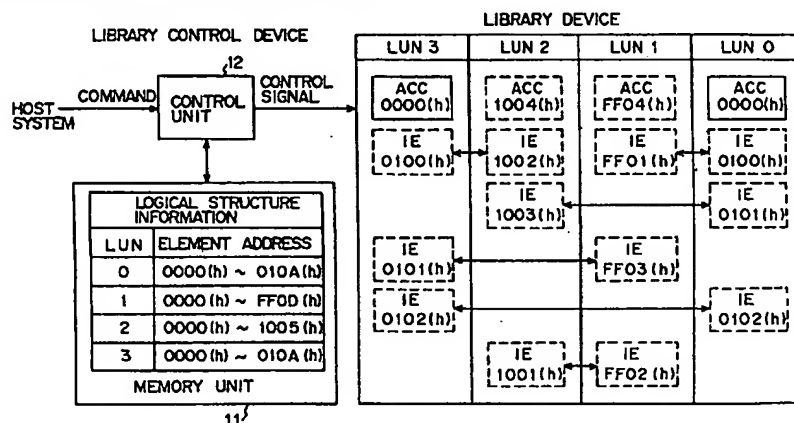 LIBRARY DEVICE
LIBRARY CONTROL DEVICE
LUN 3 LUN 2 LUN 1 LUN 0
12
HOST SYSTEM
COMMAND
CONTROL UNIT
CONTROL SIGNAL
ACC 0000(h)
ACC 1004(h)
ACC FF04(h)
ACC 0000(h)
IE 0100(h)
IE 1002(h)
IE FF01(h)
IE 0100(h)
IE 1003(h)
IE 0101(h)
IE 0101(h)
IE FF03(h)
IE 0102(h)
IE 0102(h)
IE 1001(h)
IE FF02(h)
LOGICAL STRUCTURE
INFORMATION
LUN ELEMENT ADDRESS
0 0000(h) ~ 010A(h)
1 0000(h) ~ FF0D(h)
2 0000(h) ~ 1005(h)
3 0000(h) ~ 010A(h)
MEMORY UNIT
11